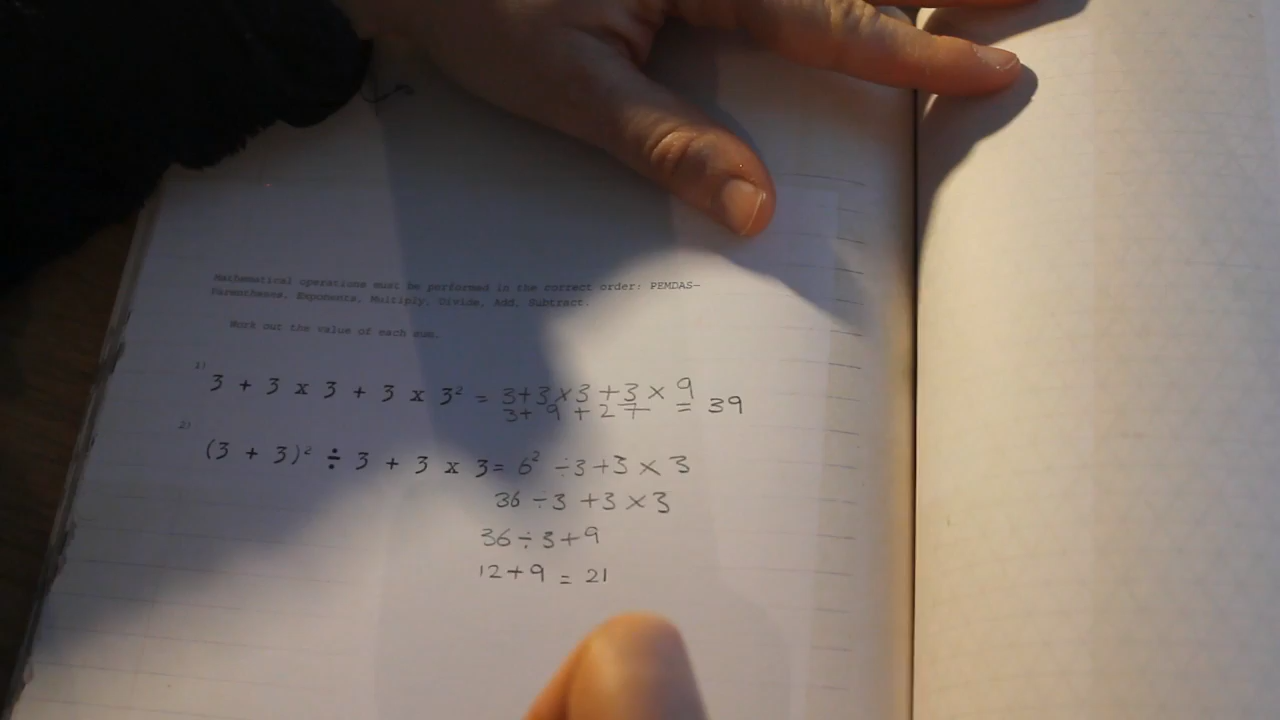 Mathematical operations must be performed in the correct order: PEMDAS—
Parentheses, Exponents, Multiply, Divide, Add, Subtract.
Work out the value of each sum.
1)
3 + 3 x 3 + 3 x 3² = 3+3×3+3×9
3+ 9 + 27 = 39
2)
(3 + 3)² ÷ 3 + 3 x 3 = 6² ÷3+3 × 3
36 ÷3 +3 ×3
36÷3+9
12+9 = 21